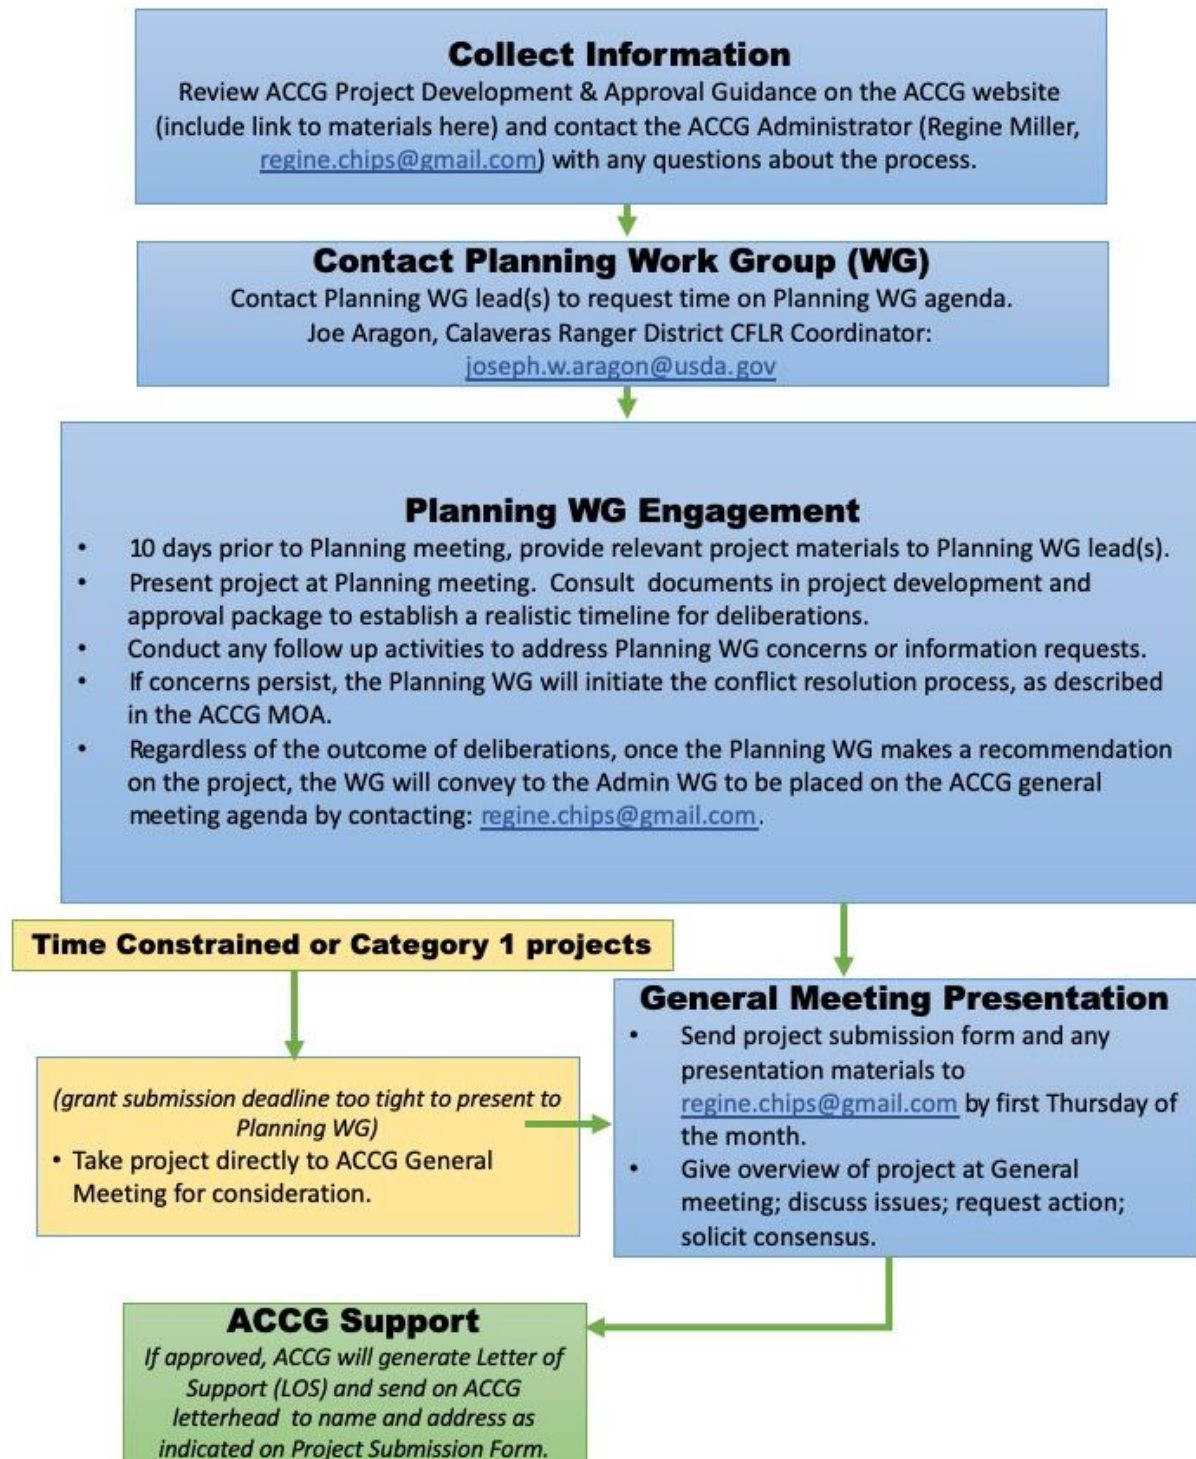 Collect Information
Review ACCG Project Development & Approval Guidance on the ACCG website
(include link to materials here) and contact the ACCG Administrator (Regine Miller,
regine.chips@gmail.com) with any questions about the process.
Contact Planning Work Group (WG)
Contact Planning WG lead(s) to request time on Planning WG agenda.
Joe Aragon, Calaveras Ranger District CFLR Coordinator:
joseph.w.aragon@usda.gov
Planning WG Engagement
• 10 days prior to Planning meeting, provide relevant project materials to Planning WG lead(s).
• Present project at Planning meeting. Consult documents in project development and
approval package to establish a realistic timeline for deliberations.
• Conduct any follow up activities to address Planning WG concerns or information requests.
• If concerns persist, the Planning WG will initiate the conflict resolution process, as described
in the ACCG MOA.
• Regardless of the outcome of deliberations, once the Planning WG makes a recommendation
on the project, the WG will convey to the Admin WG to be placed on the ACCG general
meeting agenda by contacting: regine.chips@gmail.com.
Time Constrained or Category 1 projects
(grant submission deadline too tight to present to
Planning WG)
• Take project directly to ACCG General
Meeting for consideration.
General Meeting Presentation
• Send project submission form and any
presentation materials to
regine.chips@gmail.com by first Thursday of
the month.
• Give overview of project at General
meeting; discuss issues; request action;
solicit consensus.
ACCG Support
If approved, ACCG will generate Letter of
Support (LOS) and send on ACCG
letterhead to name and address as
indicated on Project Submission Form.